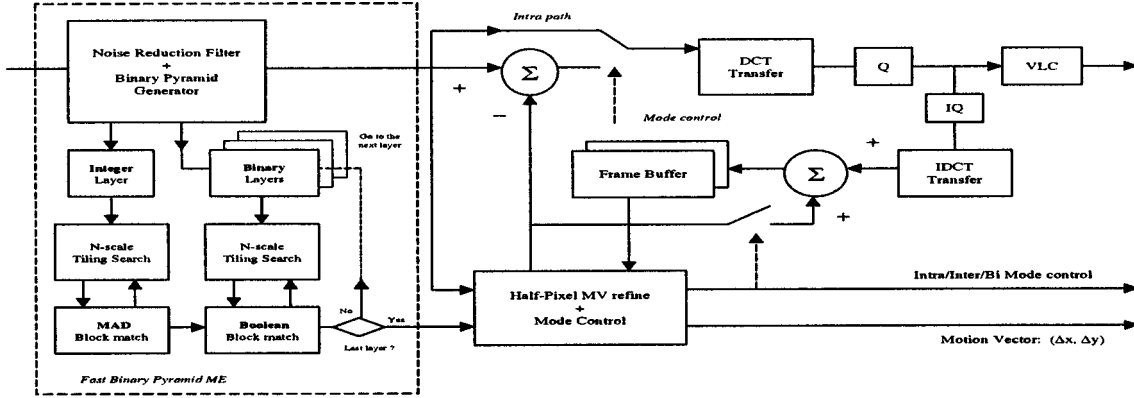 Noise Reduction Filter
+
Binary Pyramid
Generator
Integer
Layer
Binary
Layers
Go to the
next layer
N-scale
Tiling Search
N-scale
Tiling Search
MAD
Block match
Boolean
Block match
No
Yes
Last layer ?
Fast Binary Pyramid ME
Intra path
+
Σ
−
Mode control
DCT
Transfer
Q
VLC
IQ
IDCT
Transfer
+
Σ
+
Frame Buffer
Half-Pixel MV refine
+
Mode Control
Intra/Inter/Bi Mode control
Motion Vector: (Δx, Δy)